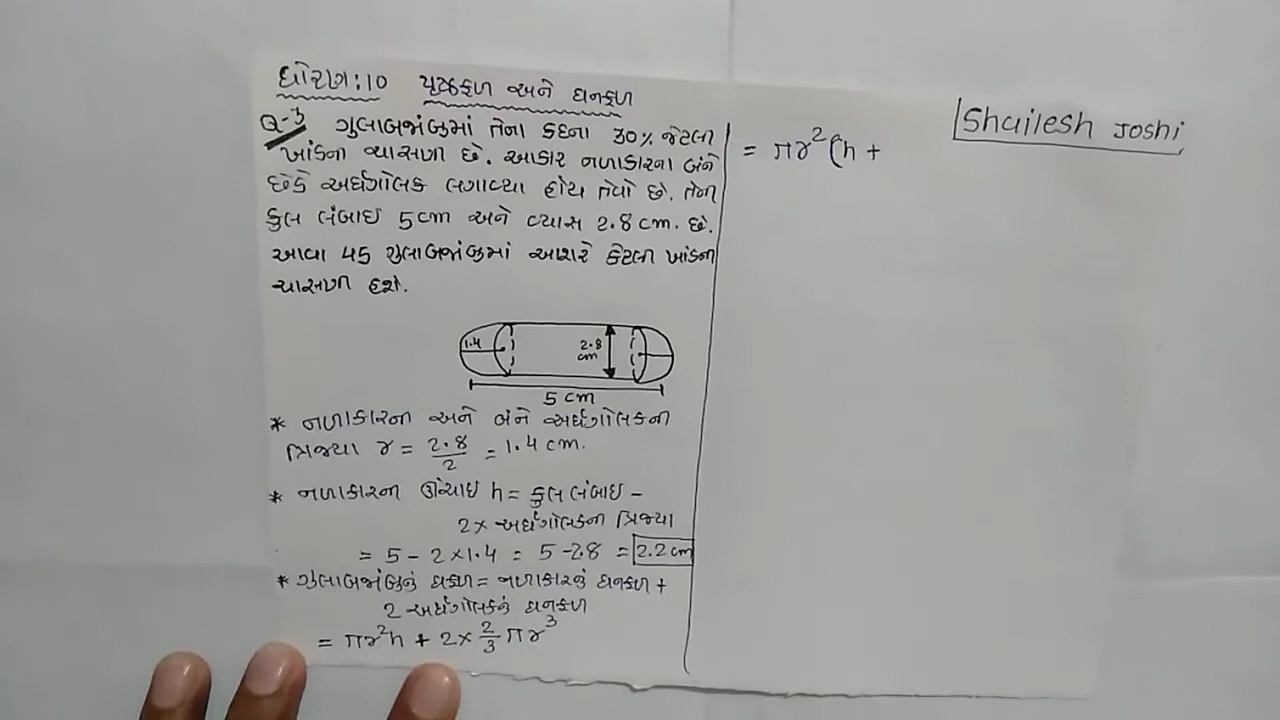 ધોરણ:10 પૃષ્ઠફળ અને ઘનફળ
Q-3 ગુલાબજાંબુમાં તેના કદના 30% જેટલી
ખાંડની ચાસણી છે. આકાર નળાકારના બંને
છેડે અર્ધગોલક લગાવ્યા હોય તેવો છે. તેની
કુલ લંબાઇ 5cm અને વ્યાસ 2.8 cm. છે.
આવા 45 ગુલાબજાંબુમાં આશરે કેટલી ખાંડની
ચાસણી હશે.
1.4
2.8
cm
5 cm
* નળાકારના અને બંને અર્ધગોલકની
ત્રિજ્યા r = 2.8/2 = 1.4 cm.
* નળાકારની ઊંચાઇ h = કુલ લંબાઇ -
2 x અર્ધગોલકની ત્રિજ્યા
= 5 - 2 x 1.4 = 5 - 2.8 = 2.2 cm
* ગુલાબજાંબુનું ઘફળ = નળાકારનું ઘનફળ +
2 અર્ધગોલકનું ઘનફળ
= πr²h + 2 x 2/3 πr³
= πr²(h +
Shailesh Joshi